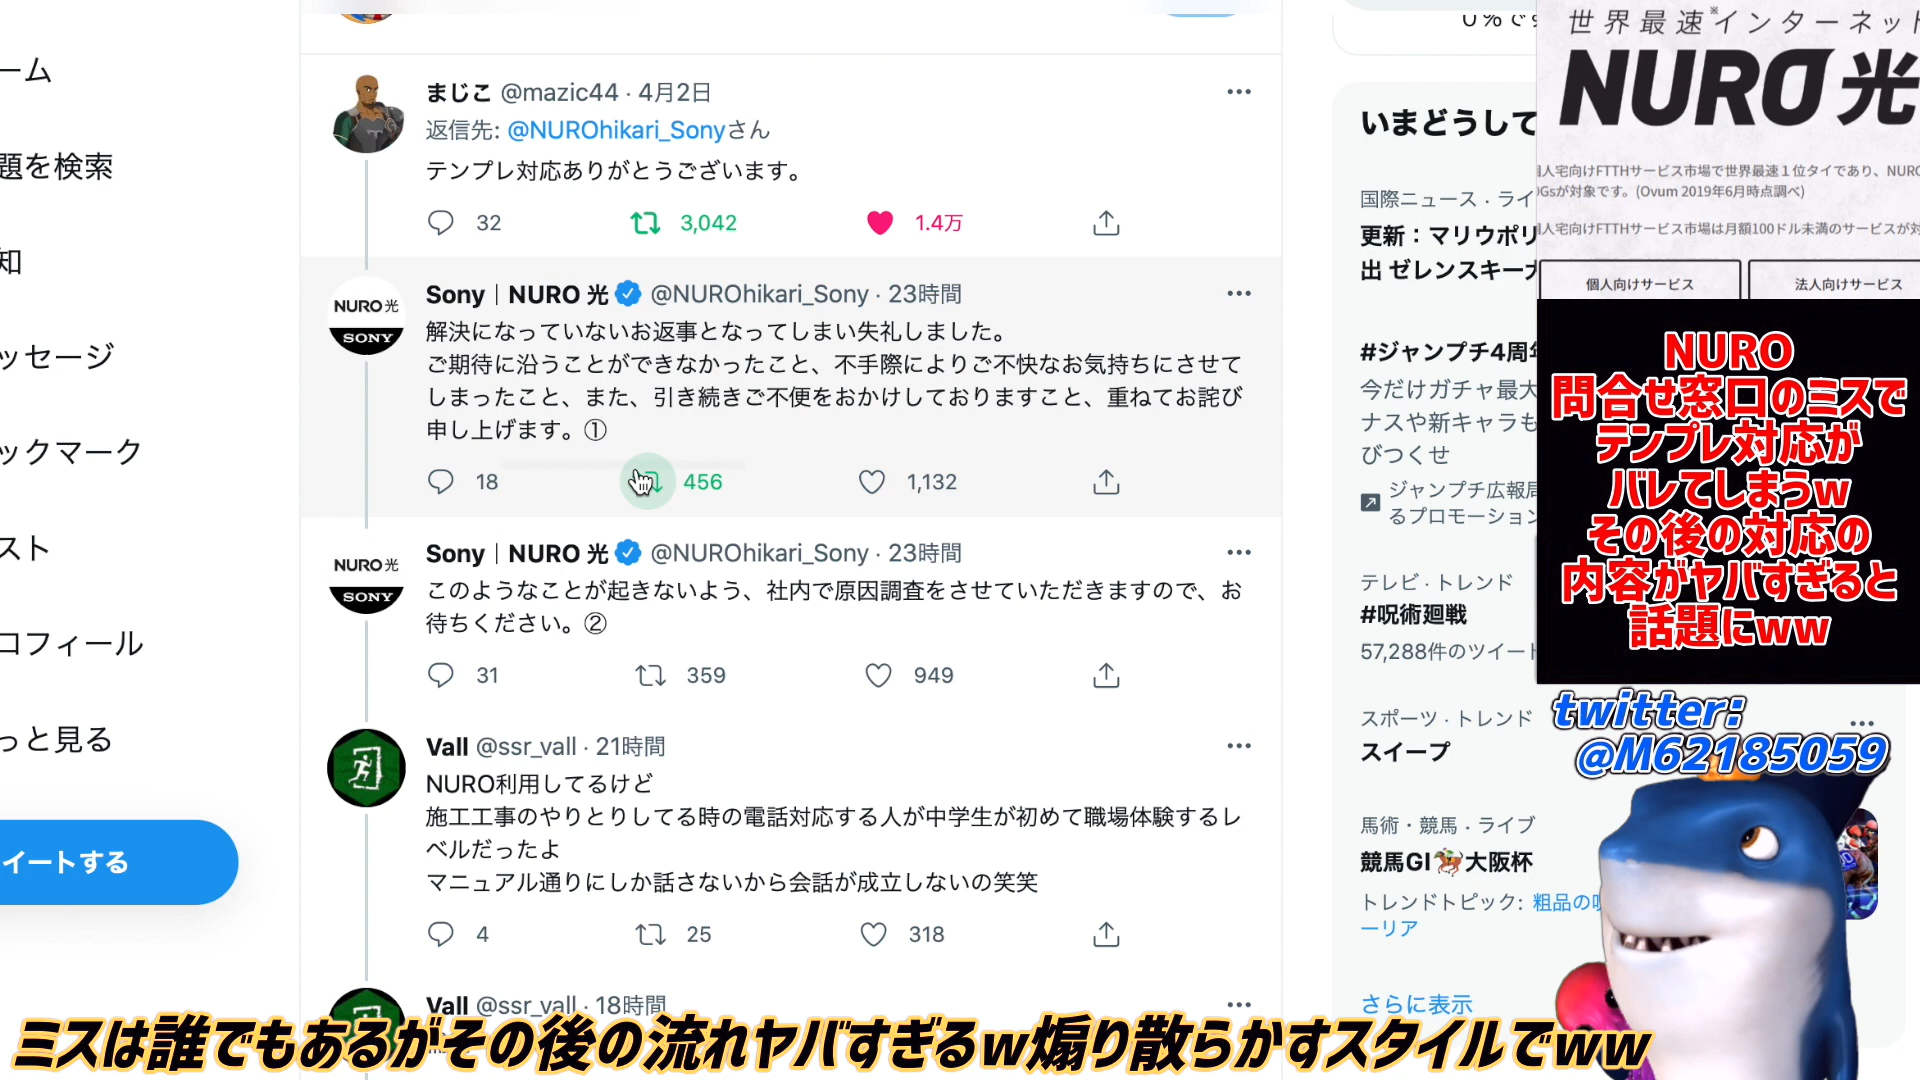 ーム
題を検索
知
ッセージ
ックマーク
スト
コフィール
っと見る
イートする
まじこ @mazic44 · 4月2日
返信先: @NUROhikari_Sonyさん
テンプレ対応ありがとうございます。
32 3,042 1.4万
NURO 光
SONY
Sony｜NURO 光 @NUROhikari_Sony · 23時間
解決になっていないお返事となってしまい失礼しました。
ご期待に沿うことができなかったこと、不手際によりご不快なお気持ちにさせて
しまったこと、また、引き続きご不便をおかけしておりますこと、重ねてお詫び
申し上げます。①
18 456 1,132
NURO 光
SONY
Sony｜NURO 光 @NUROhikari_Sony · 23時間
このようなことが起きないよう、社内で原因調査をさせていただきますので、お
待ちください。②
31 359 949
Vall @ssr_vall · 21時間
NURO利用してるけど
施工工事のやりとりしてる時の電話対応する人が中学生が初めて職場体験するレ
ベルだったよ
マニュアル通りにしか話さないから会話が成立しないの笑笑
4 25 318
Vall @ssr_vall · 18時間
いまどうして
国際ニュース · ライ
更新：マリウポリ
出 ゼレンスキーナ
#ジャンプチ4周年
今だけガチャ最大
ナスや新キャラも
びつくせ
ジャンプチ広報局
るプロモーション
テレビ · トレンド
#呪術廻戦
57,288件のツイート
スポーツ · トレンド
スイープ
馬術・競馬 · ライブ
競馬GI🏇大阪杯
トレンドトピック: 粗品の呪
ーリア
さらに表示
世界最速※インターネット
NURO 光
個人宅向けFTTHサービス市場で世界最速１位タイであり、NURO
Gsが対象です。(Ovum 2019年6月時点調べ)
個人宅向けFTTHサービス市場は月額100ドル未満のサービスが対
個人向けサービス
法人向けサービス
NURO
問合せ窓口のミスで
テンプレ対応が
バレてしまうw
その後の対応の
内容がヤバすぎると
話題にww
twitter:
@M62185059
ミスは誰でもあるがその後の流れヤバすぎるw煽り散らかすスタイルでww